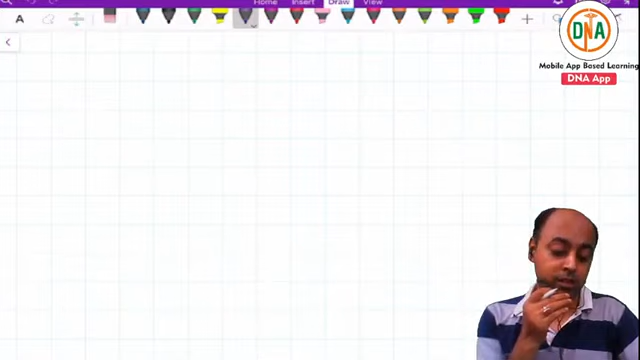 Home Insert Draw View
A
DNA
Mobile App Based Learning
DNA App